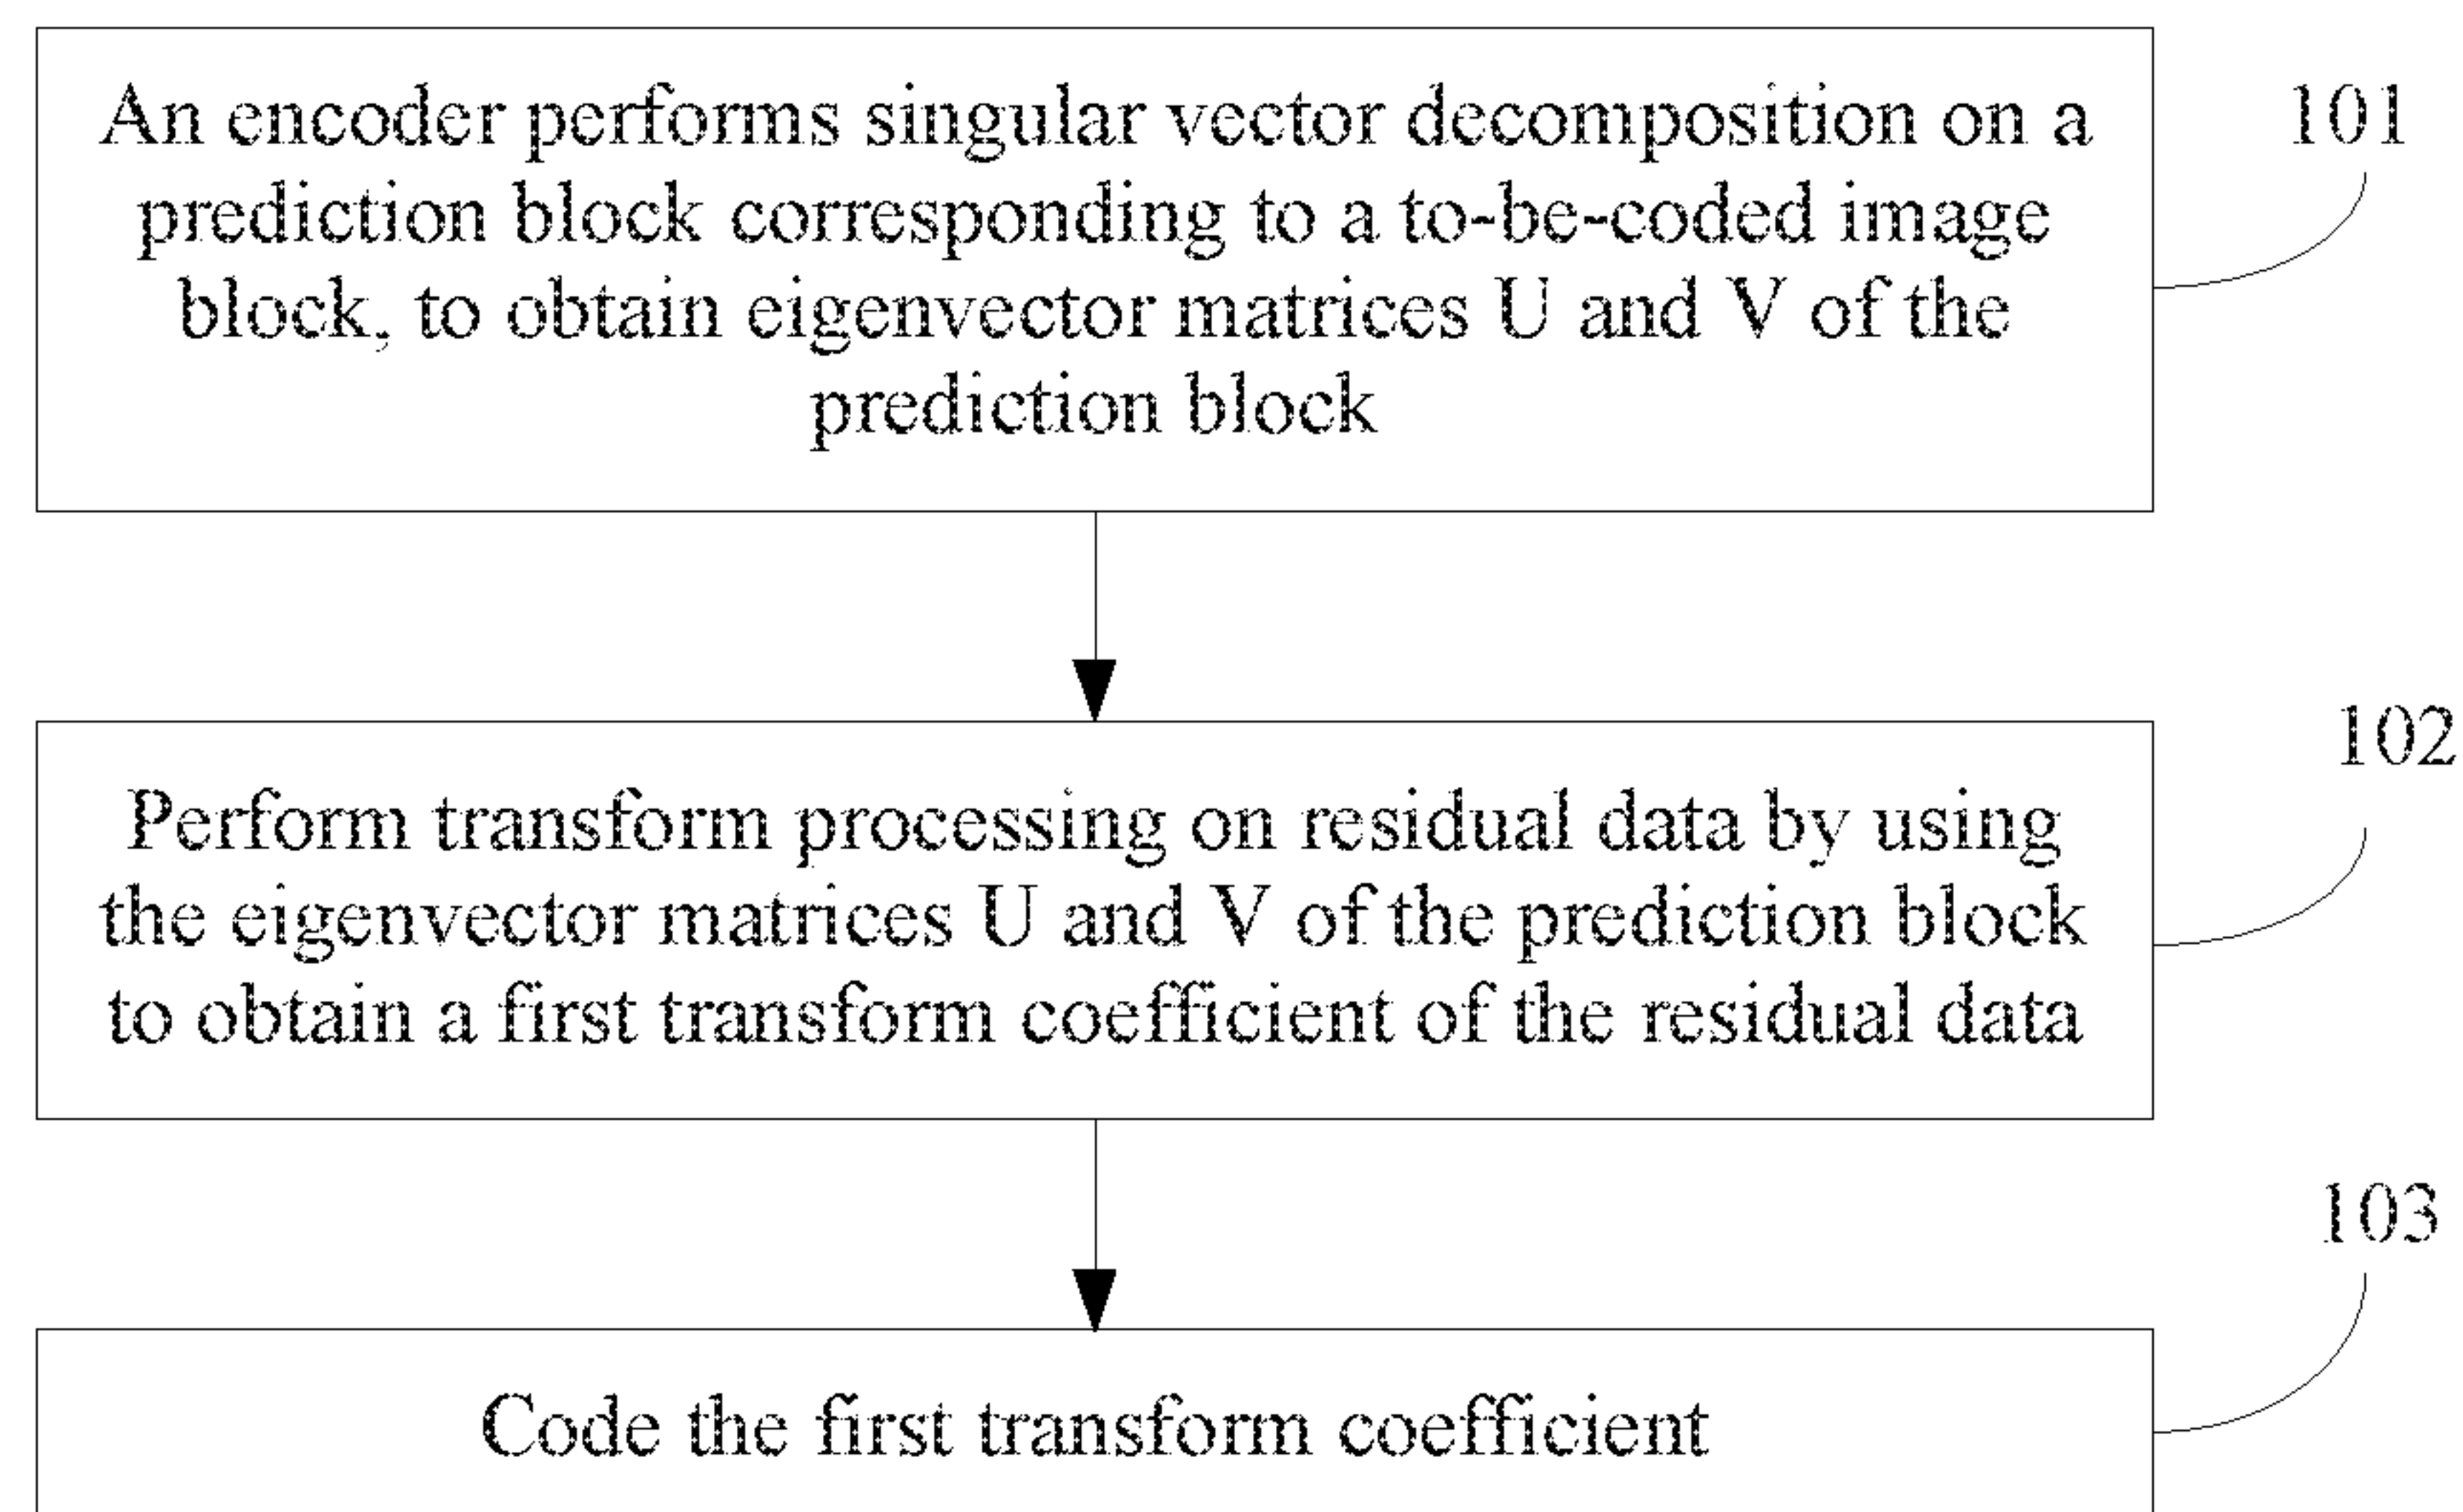 An encoder performs singular vector decomposition on a
prediction block corresponding to a to-be-coded image
block, to obtain eigenvector matrices U and V of the
prediction block
101
Perform transform processing on residual data by using
the eigenvector matrices U and V of the prediction block
to obtain a first transform coefficient of the residual data
102
Code the first transform coefficient
103